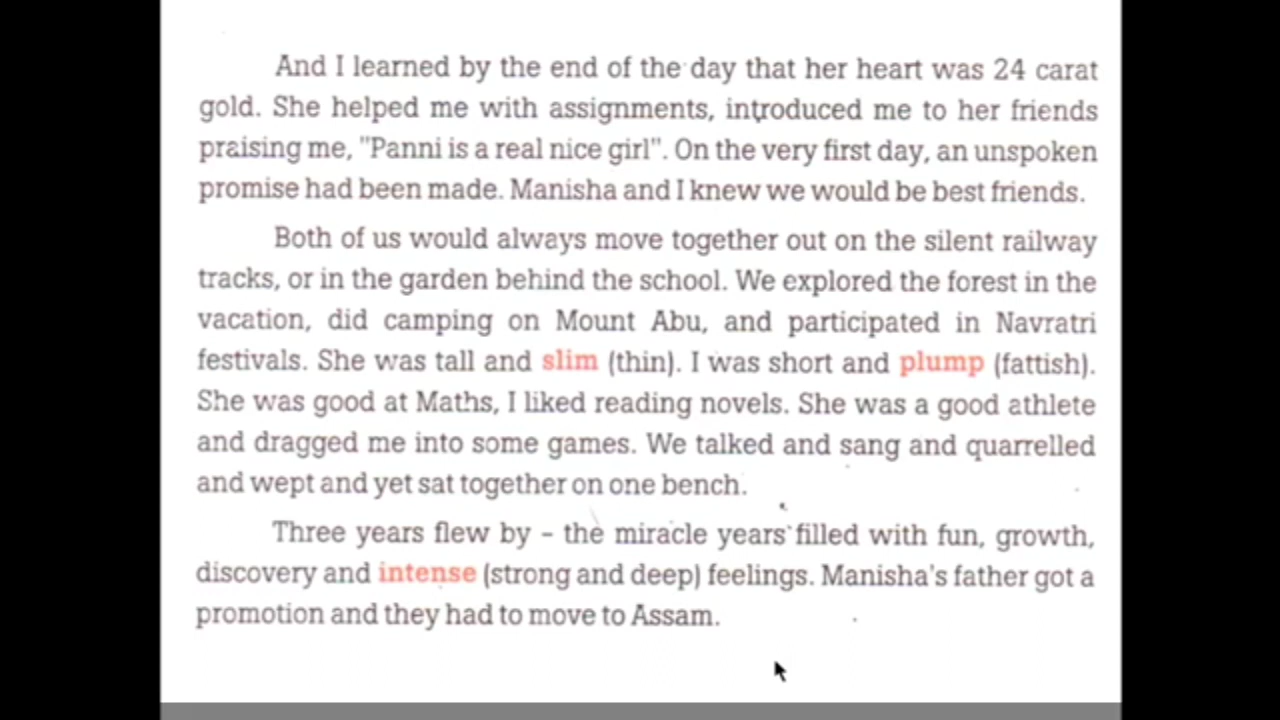 And I learned by the end of the day that her heart was 24 carat
gold. She helped me with assignments, introduced me to her friends
praising me, "Panni is a real nice girl". On the very first day, an unspoken
promise had been made. Manisha and I knew we would be best friends.
Both of us would always move together out on the silent railway
tracks, or in the garden behind the school. We explored the forest in the
vacation, did camping on Mount Abu, and participated in Navratri
festivals. She was tall and slim (thin). I was short and plump (fattish).
She was good at Maths, I liked reading novels. She was a good athlete
and dragged me into some games. We talked and sang and quarrelled
and wept and yet sat together on one bench.
Three years flew by – the miracle years filled with fun, growth,
discovery and intense (strong and deep) feelings. Manisha's father got a
promotion and they had to move to Assam.